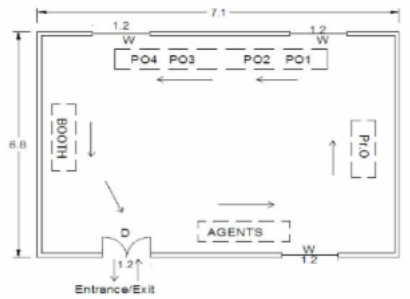 7.1
1.2
1.2
W
W
PO4 PO3 PO2 PO1
6.8
BOOTH
Pr.O
AGENTS
D
W
1.2
1.2
Entrance/Exit